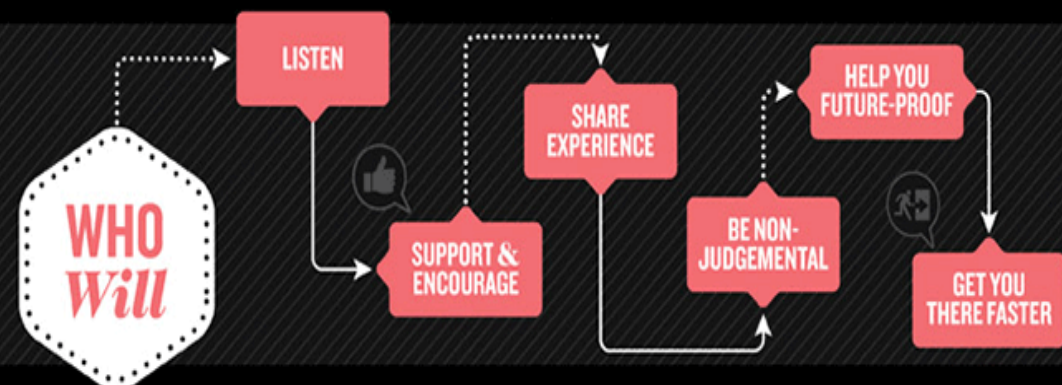 WHO
Will
LISTEN
SUPPORT &
ENCOURAGE
SHARE
EXPERIENCE
BE NON-
JUDGEMENTAL
HELP YOU
FUTURE-PROOF
GET YOU
THERE FASTER